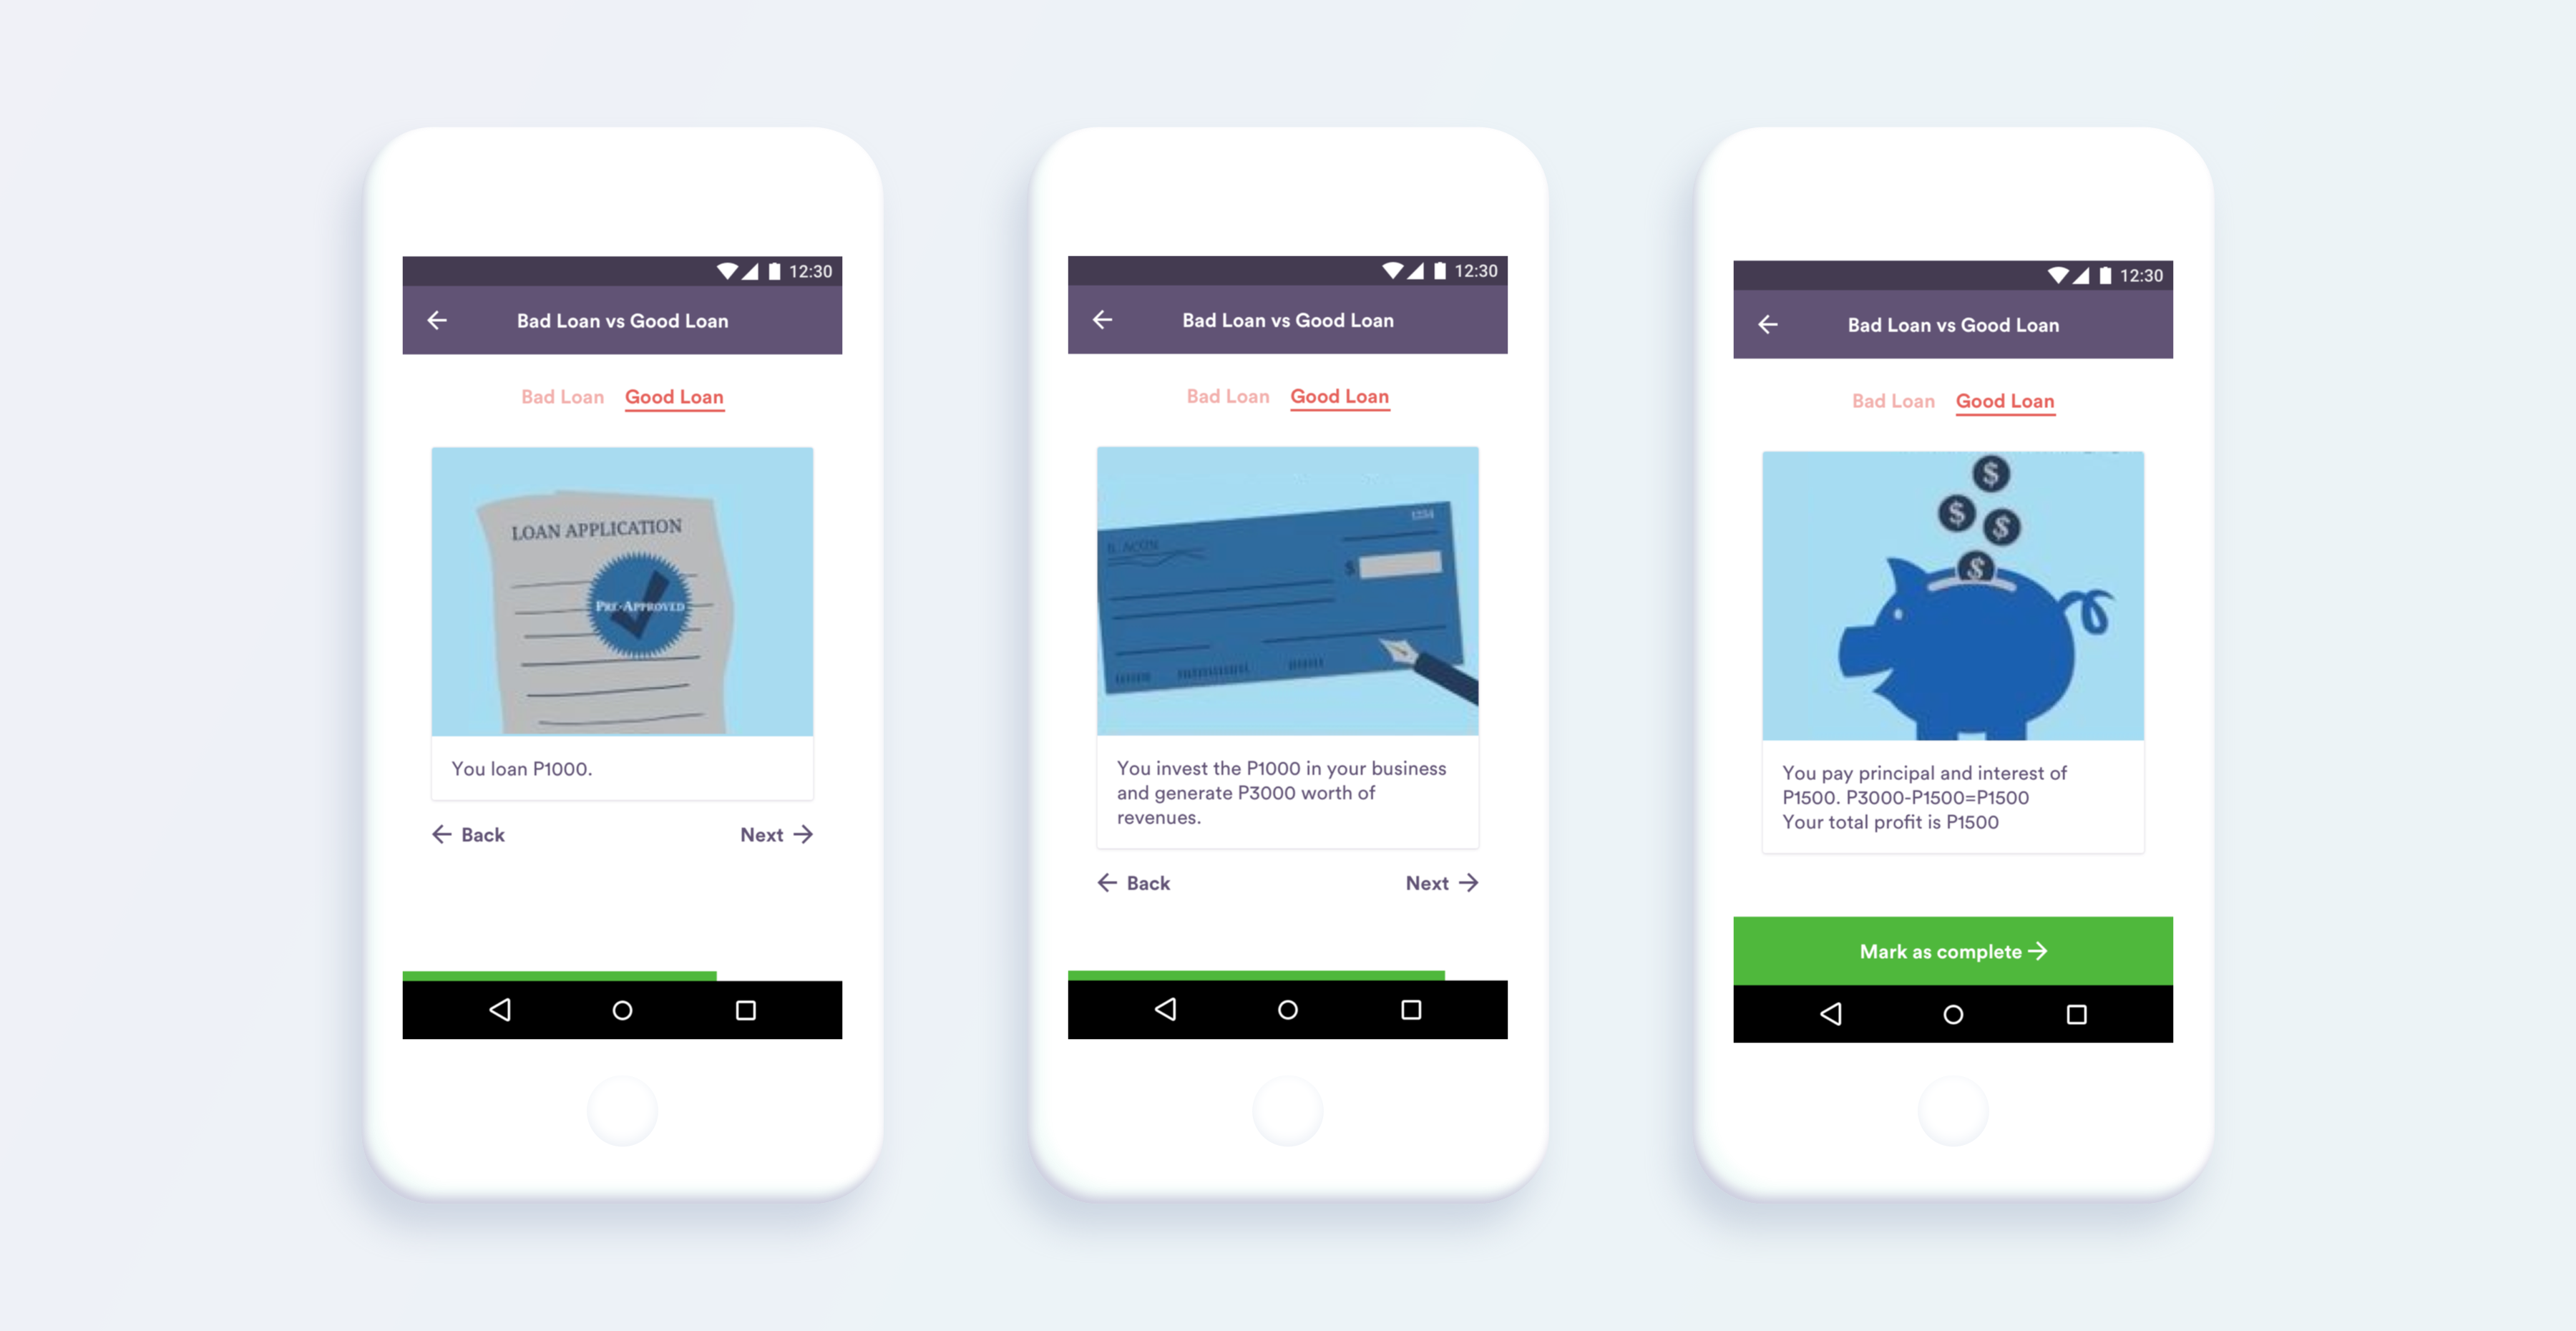 12:30
Bad Loan vs Good Loan
Bad Loan Good Loan
LOAN APPLICATION
PRE-APPROVED
You loan P1000.
Back Next
12:30
Bad Loan vs Good Loan
Bad Loan Good Loan
1234
$
You invest the P1000 in your business
and generate P3000 worth of
revenues.
Back Next
12:30
Bad Loan vs Good Loan
Bad Loan Good Loan
$
$
$
$
You pay principal and interest of
P1500. P3000-P1500=P1500
Your total profit is P1500
Mark as complete